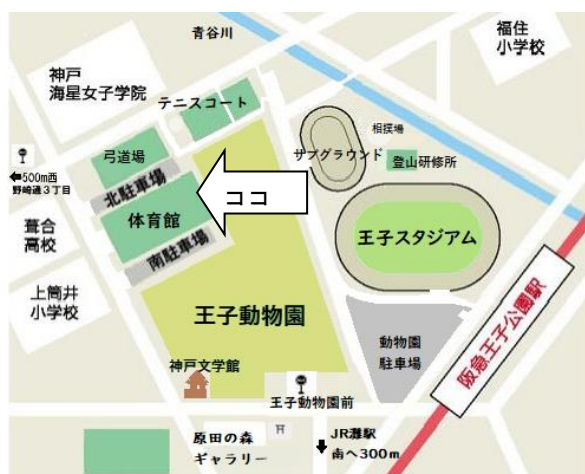 青谷川
福住
小学校
神戸
海星女子学院
テニスコート
相撲場
サブグラウンド
登山研修所
弓道場
←500m西
野崎通3丁目
北駐車場
ココ
体育館
葺合
高校
王子スタジアム
南駐車場
上筒井
小学校
王子動物園
動物園
駐車場
阪急王子公園駅
神戸文学館
王子動物園前
原田の森
ギャラリー
JR灘駅
南へ300m